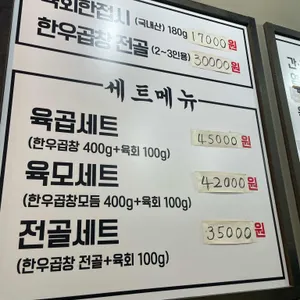 육회한접시 (국내산) 180g 17000원
한우곱창 전골 (2~3인용) 30000원
세트메뉴
육곱세트 45000원
(한우곱창 400g+육회 100g)
육모세트 42000원
(한우곱창모듬 400g+육회 100g)
전골세트 35000원
(한우곱창 전골+육회 100g)